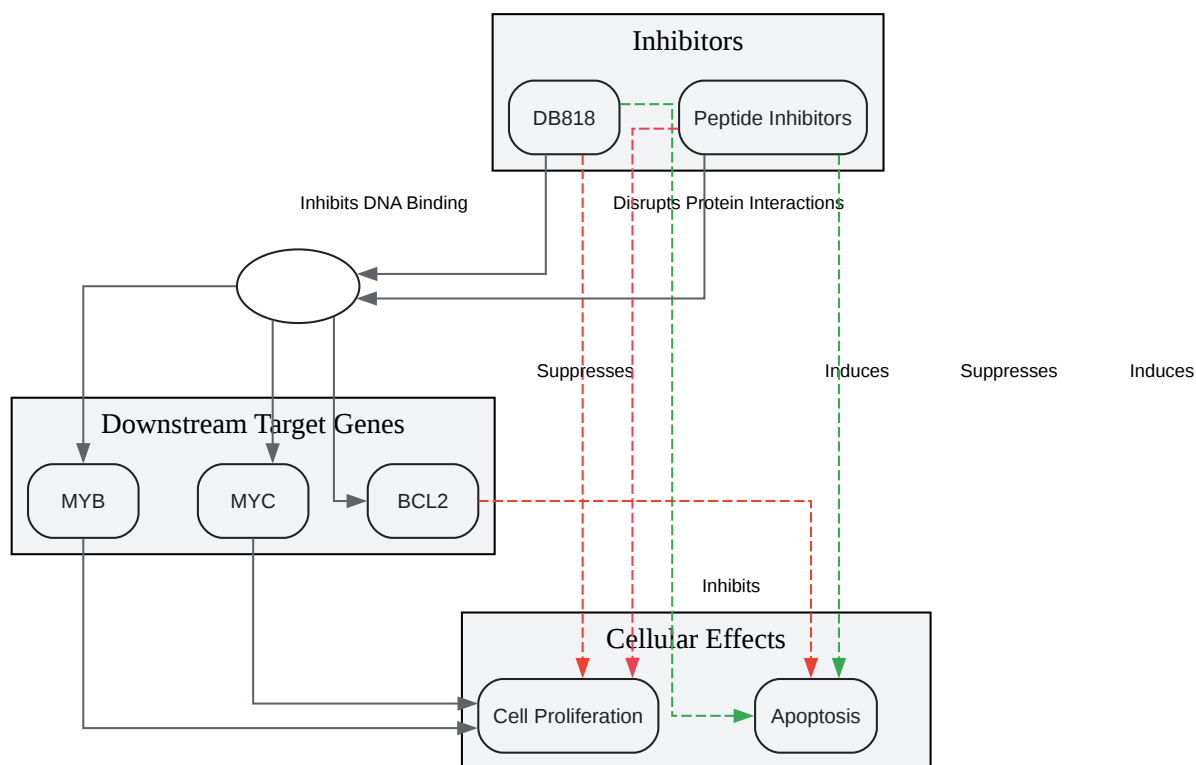 Inhibitors
DB818
Peptide Inhibitors
Inhibits DNA Binding
Disrupts Protein Interactions
Suppresses
Induces
Suppresses
Induces
Downstream Target Genes
MYB
MYC
BCL2
Inhibits
Cellular Effects
Cell Proliferation
Apoptosis